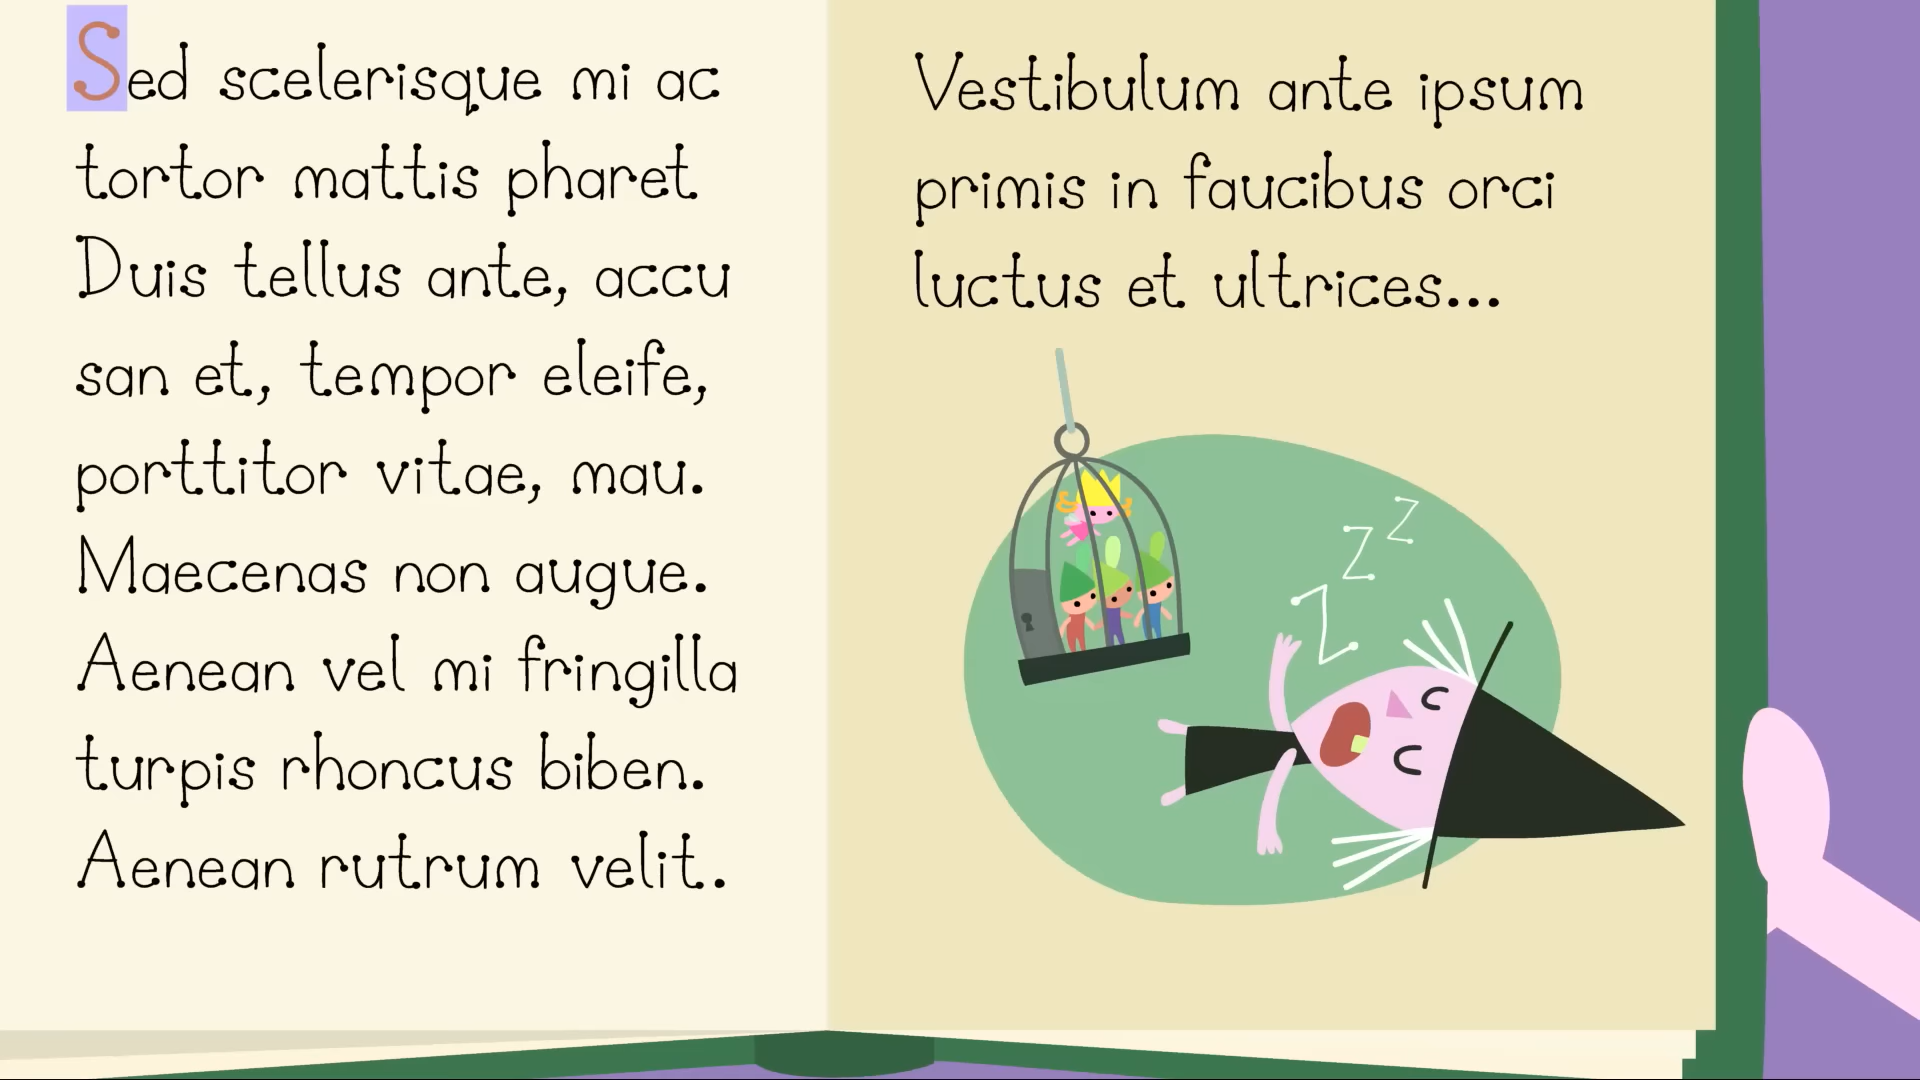 Sed scelerisque mi ac
tortor mattis pharet
Duis tellus ante, accu
san et, tempor eleife,
porttitor vitae, mau.
Maecenas non augue.
Aenean vel mi fringilla
turpis rhoncus biben.
Aenean rutrum velit.
Vestibulum ante ipsum
primis in faucibus orci
luctus et ultrices...
Z Z Z